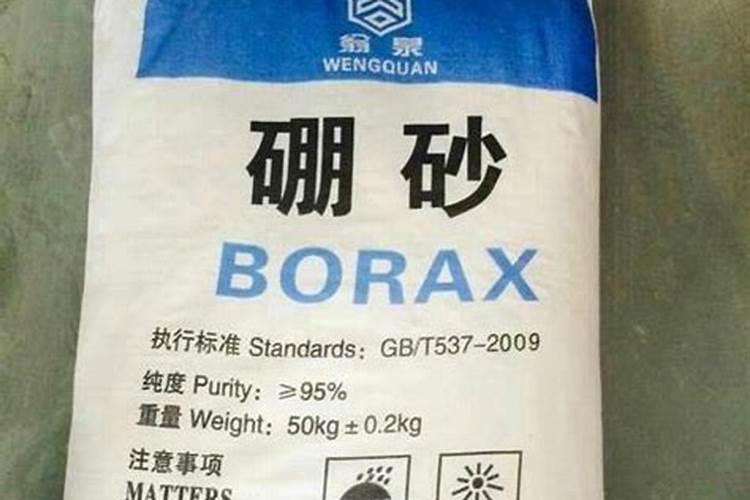 翁泉
WENGQUAN
硼砂
BORAX
执行标准 Standards: GB/T537-2009
纯度 Purity: ≥95%
重量 Weight: 50kg±0.2kg
注意事项
MATTERS